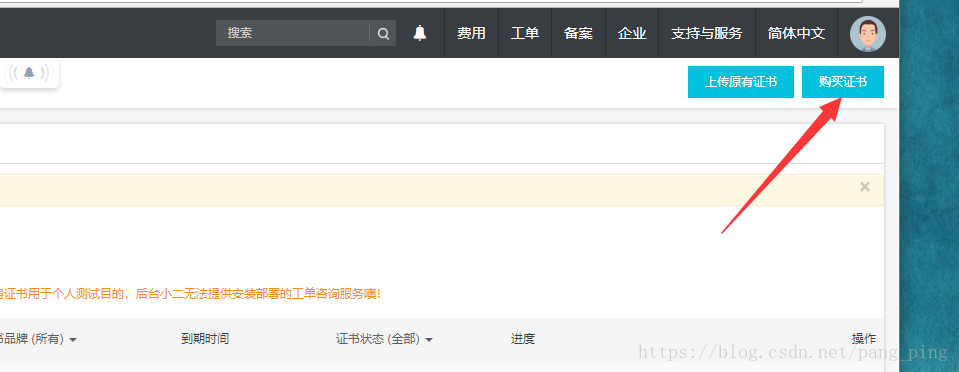 搜索 费用 工单 备案 企业 支持与服务 简体中文
上传原有证书 购买证书
证书用于个人测试目的，后台小二无法提供安装部署的工单咨询服务噢！
书品牌 (所有) 到期时间 证书状态 (全部) 进度 操作
https://blog.csdn.net/pang_ping